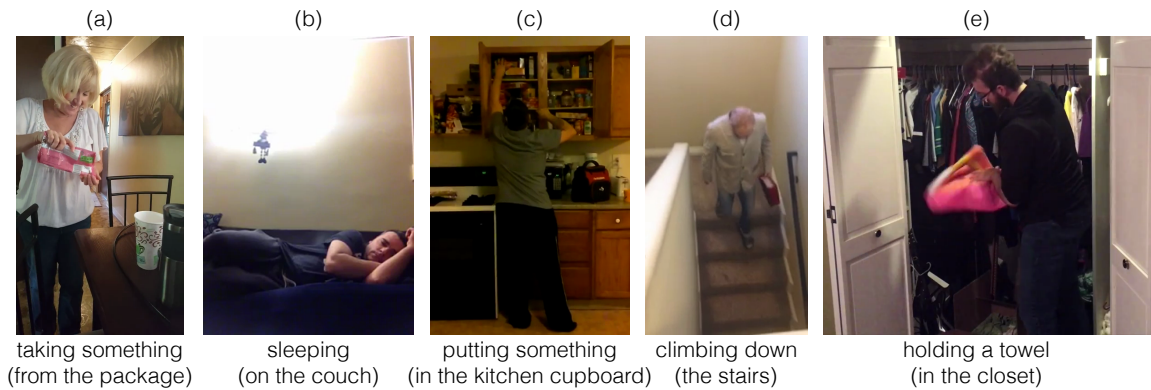 (a)
(b)
(c)
(d)
(e)
taking something
(from the package)
sleeping
(on the couch)
putting something
(in the kitchen cupboard)
climbing down
(the stairs)
holding a towel
(in the closet)